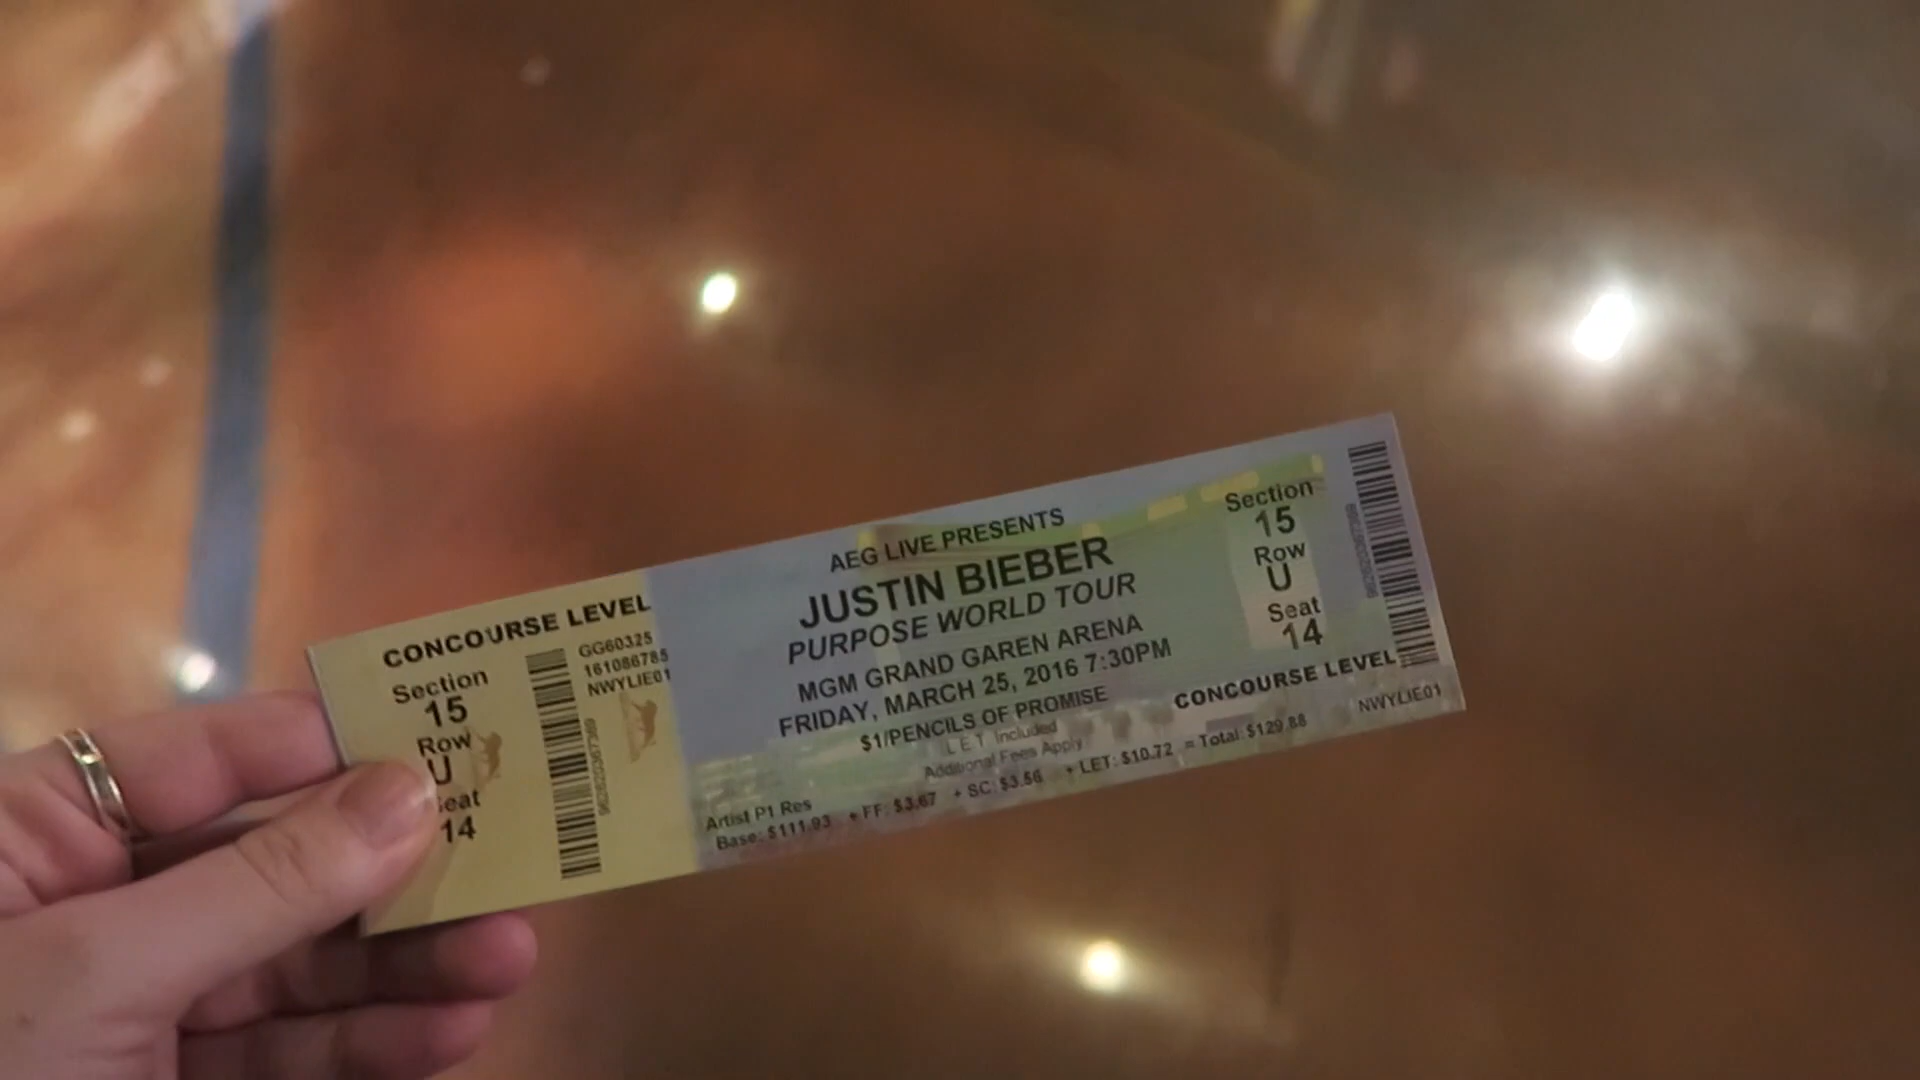 CONCOURSE LEVEL
Section
15
Row
U
Seat
14
GG60325
161086785
NWYLIE01
AEG LIVE PRESENTS
JUSTIN BIEBER
PURPOSE WORLD TOUR
MGM GRAND GAREN ARENA
FRIDAY, MARCH 25, 2016 7:30PM
$1/PENCILS OF PROMISE
L E T Included
Additional Fees Apply
Artist P1 Res
Base: $111.93 + FF: $3.67 + SC: $3.56 + LET: $10.72 = Total: $129.88
Section
15
Row
U
Seat
14
CONCOURSE LEVEL
NWYLIE01